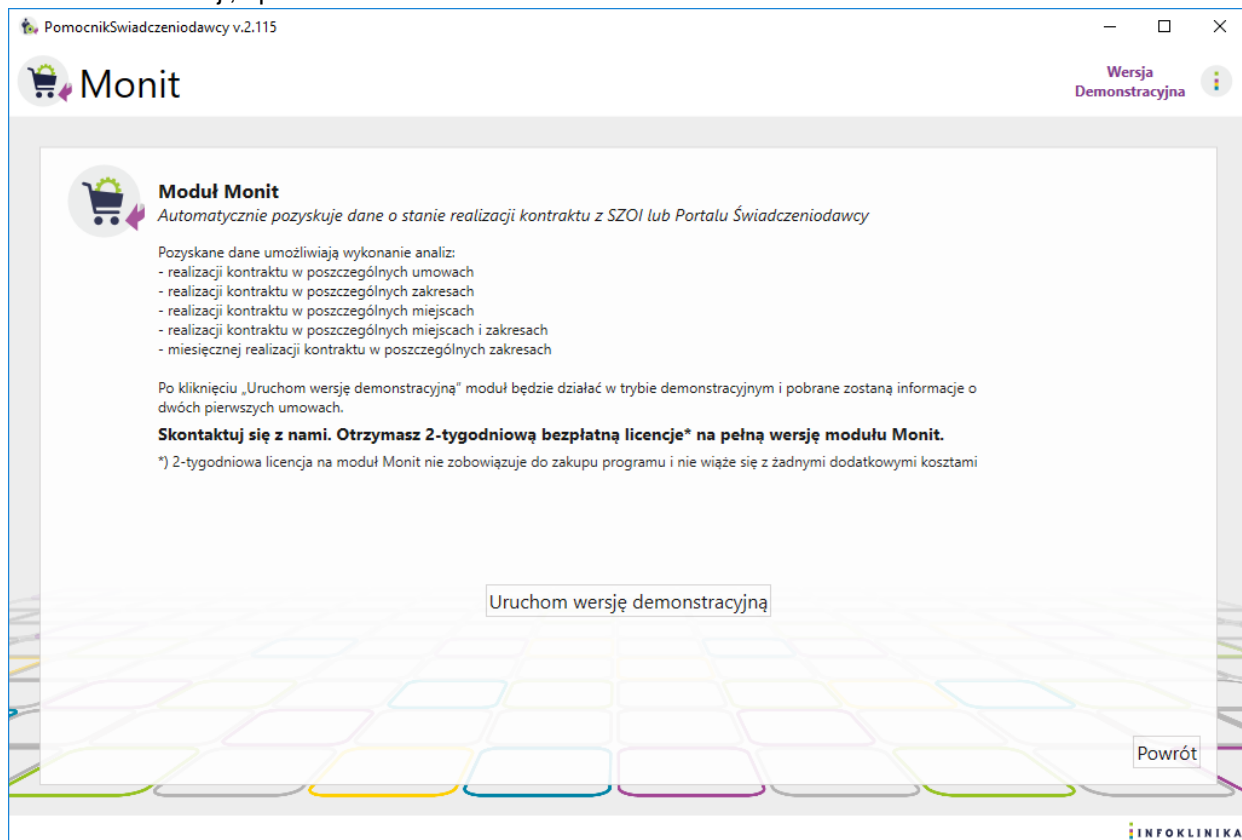 PomocnikSwiadczeniodawcy v.2.115
Monit
Wersja
Demonstracyjna
Moduł Monit
Automatycznie pozyskuje dane o stanie realizacji kontraktu z SZOI lub Portalu Świadczeniodawcy
Pozyskane dane umożliwiają wykonanie analiz:
- realizacji kontraktu w poszczególnych umowach
- realizacji kontraktu w poszczególnych zakresach
- realizacji kontraktu w poszczególnych miejscach
- realizacji kontraktu w poszczególnych miejscach i zakresach
- miesięcznej realizacji kontraktu w poszczególnych zakresach
Po kliknięciu „Uruchom wersję demonstracyjną” moduł będzie działać w trybie demonstracyjnym i pobrane zostaną informacje o
dwóch pierwszych umowach.
Skontaktuj się z nami. Otrzymasz 2-tygodniową bezpłatną licencje* na pełną wersję modułu Monit.
*) 2-tygodniowa licencja na moduł Monit nie zobowiązuje do zakupu programu i nie wiąże się z żadnymi dodatkowymi kosztami
Uruchom wersję demonstracyjną
Powrót
INFOKLINIKA